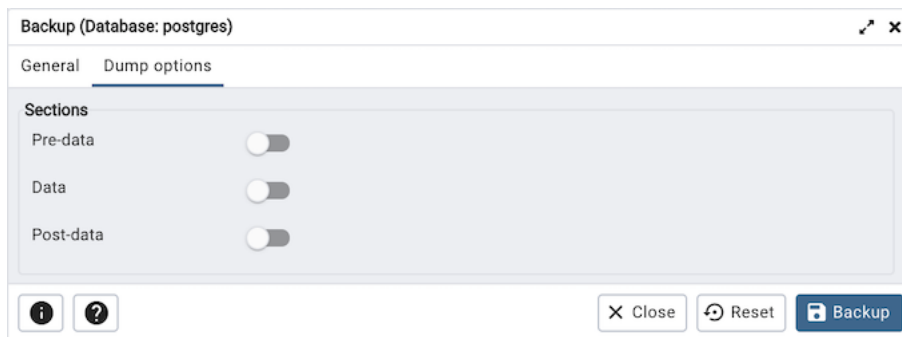 Backup (Database: postgres)
General Dump options
Sections
Pre-data
Data
Post-data
Close Reset Backup